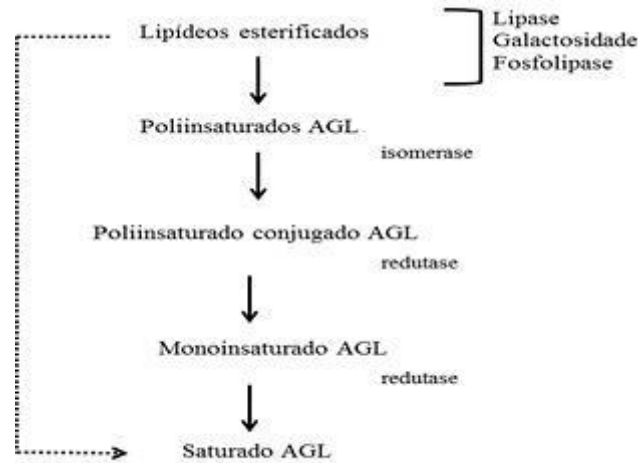 Lipídeos esterificados
Lipase
Galactosidade
Fosfolipase
Poliinsaturados AGL
isomerase
Poliinsaturado conjugado AGL
redutase
Monoinsaturado AGL
redutase
Saturado AGL